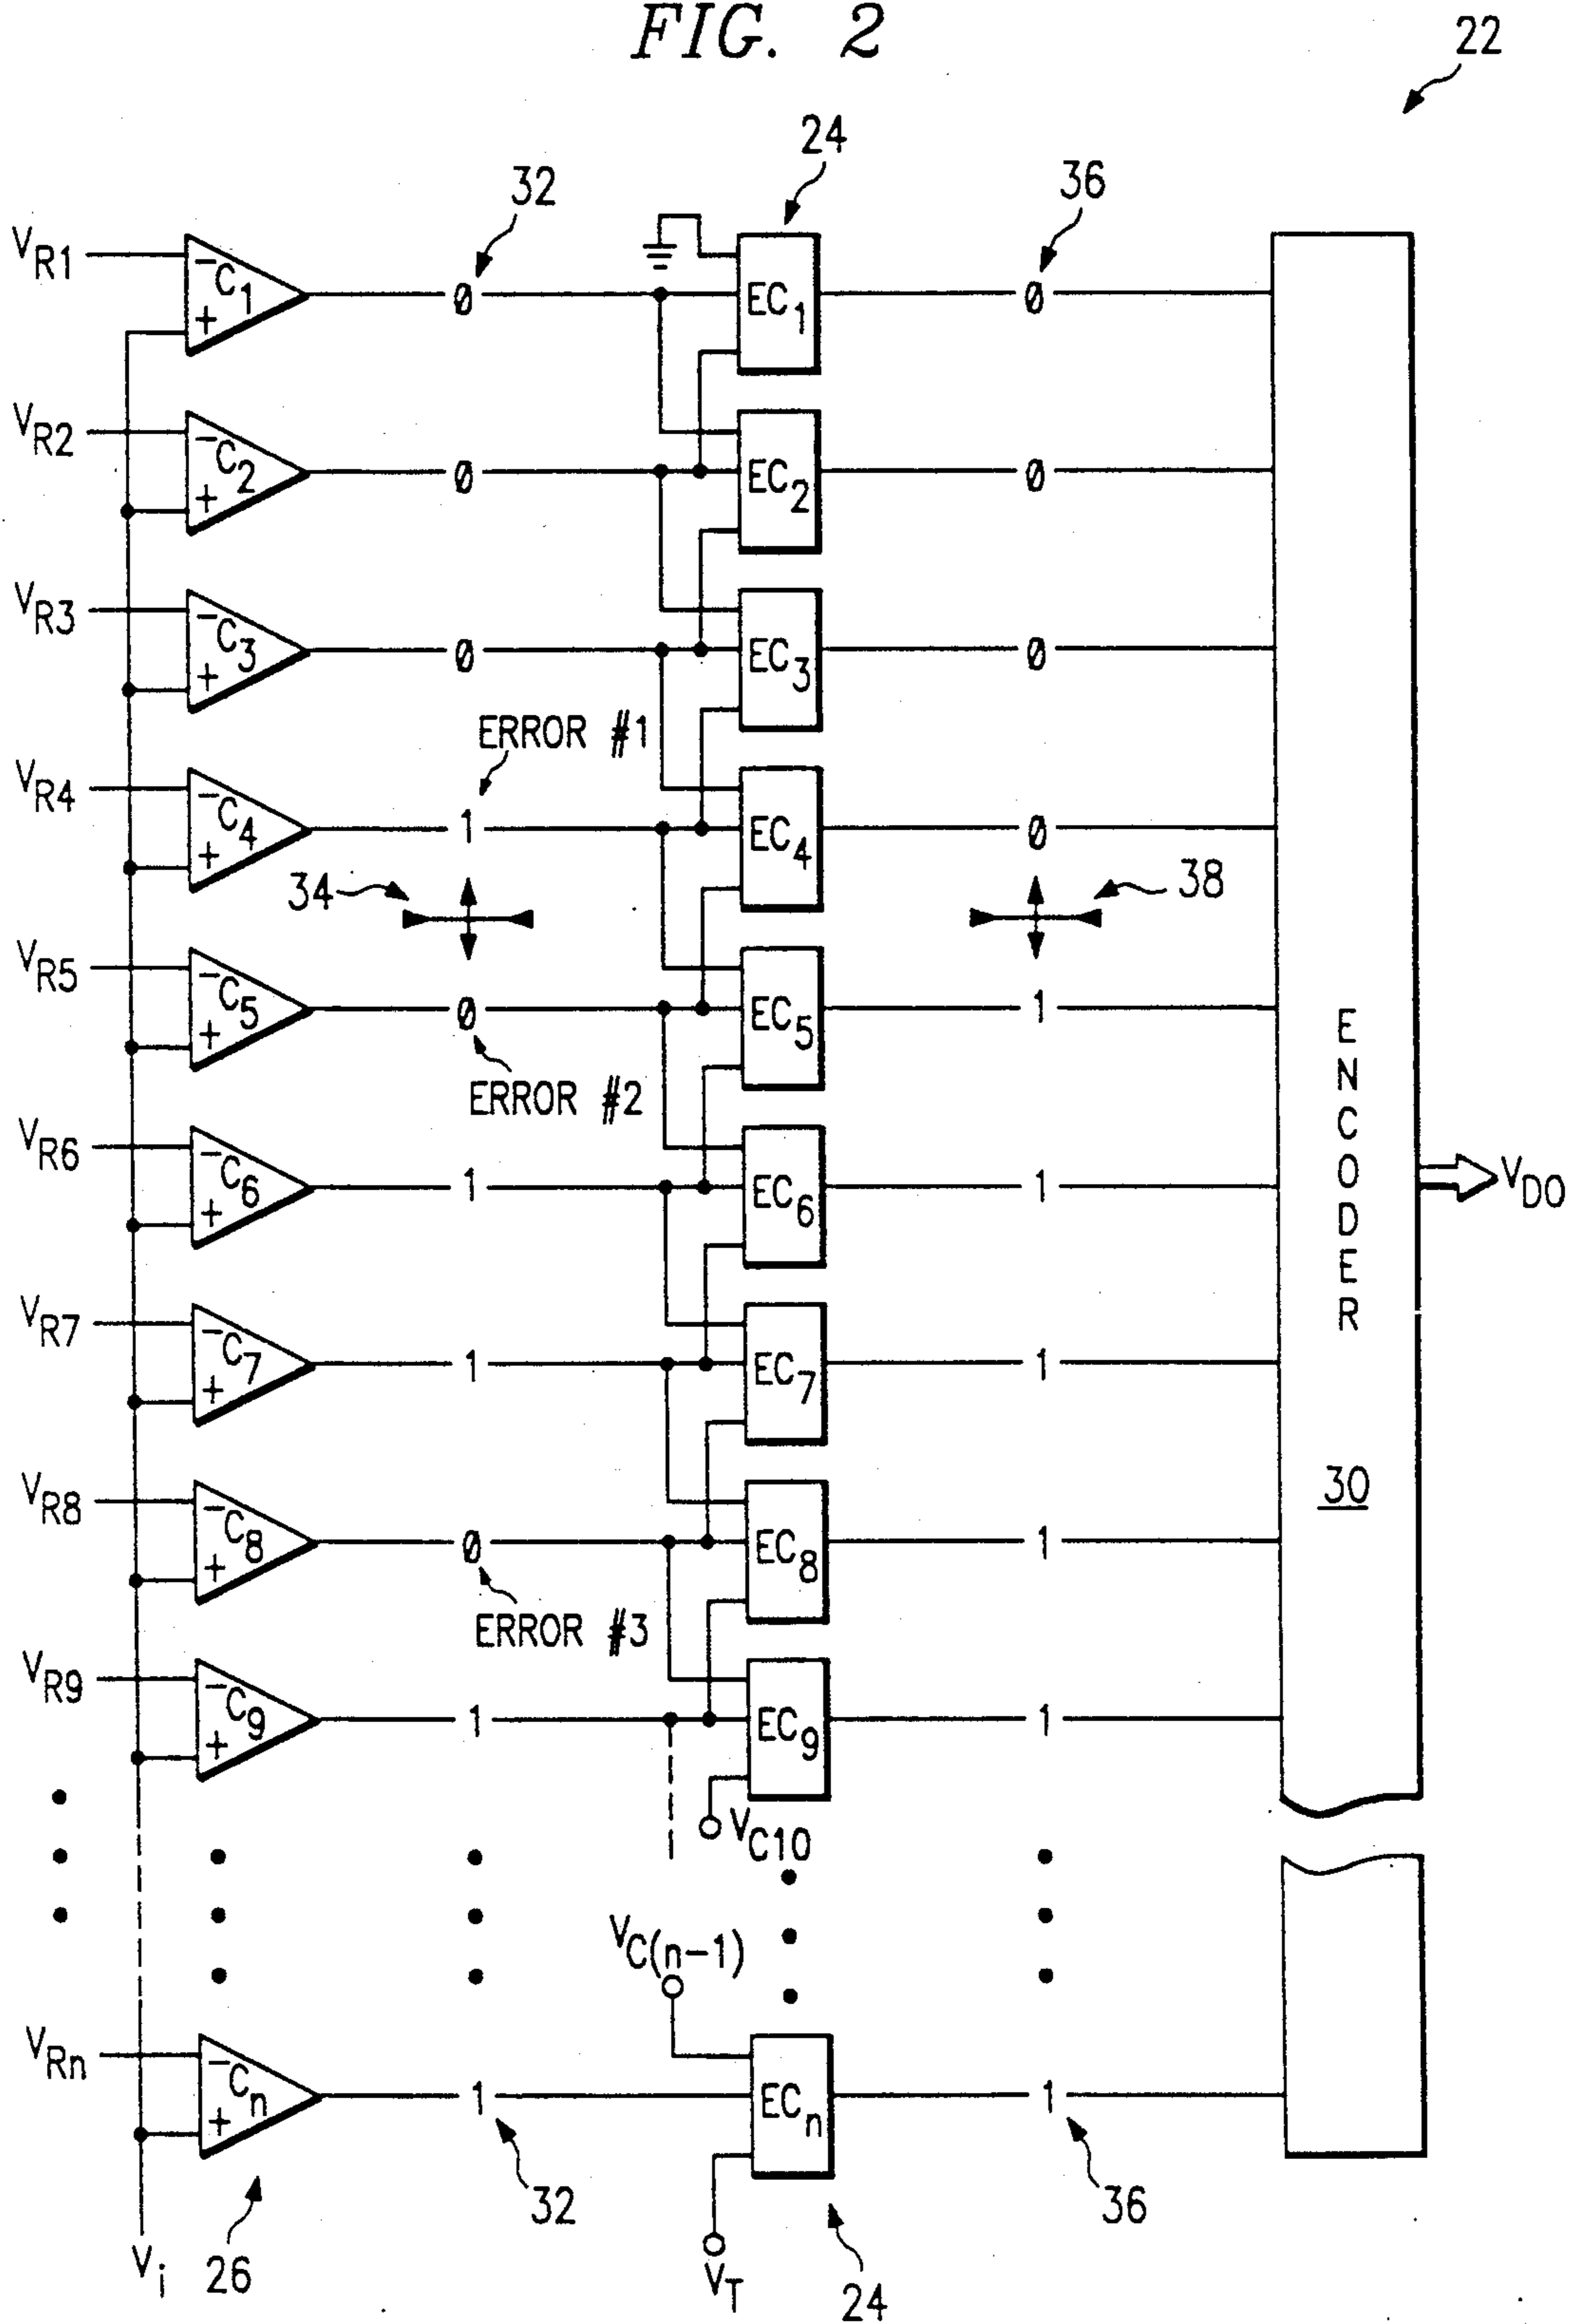 FIG. 2
22
24
32
36
VR1
- C1 +
0
EC1
0
VR2
- C2 +
0
EC2
0
VR3
- C3 +
0
EC3
0
ERROR #1
VR4
- C4 +
1
EC4
0
34
38
VR5
- C5 +
0
EC5
1
ERROR #2
VR6
- C6 +
1
EC6
1
ENCODER
VDO
VR7
- C7 +
1
EC7
1
30
VR8
- C8 +
0
EC8
1
ERROR #3
VR9
- C9 +
1
EC9
1
VC10
VC(n-1)
VRn
- Cn +
1
ECn
1
32
36
Vi
26
VT
24